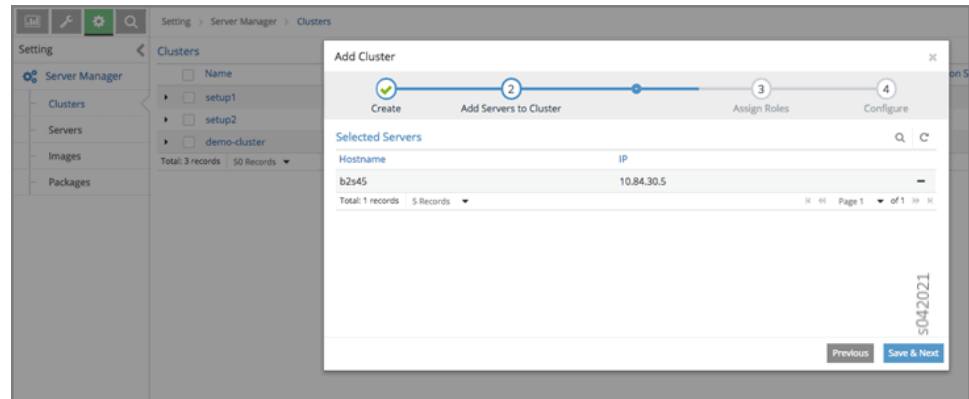 Setting > Server Manager > Clusters
Setting
Server Manager
Clusters
Servers
Images
Packages
Clusters
Name
on S
setup1
setup2
demo-cluster
Total: 3 records 50 Records
Add Cluster
2
3
4
Create
Add Servers to Cluster
Assign Roles
Configure
Selected Servers
Hostname
IP
b2s45
10.84.30.5
Total: 1 records 5 Records
Page 1 of 1
s042021
Previous
Save & Next